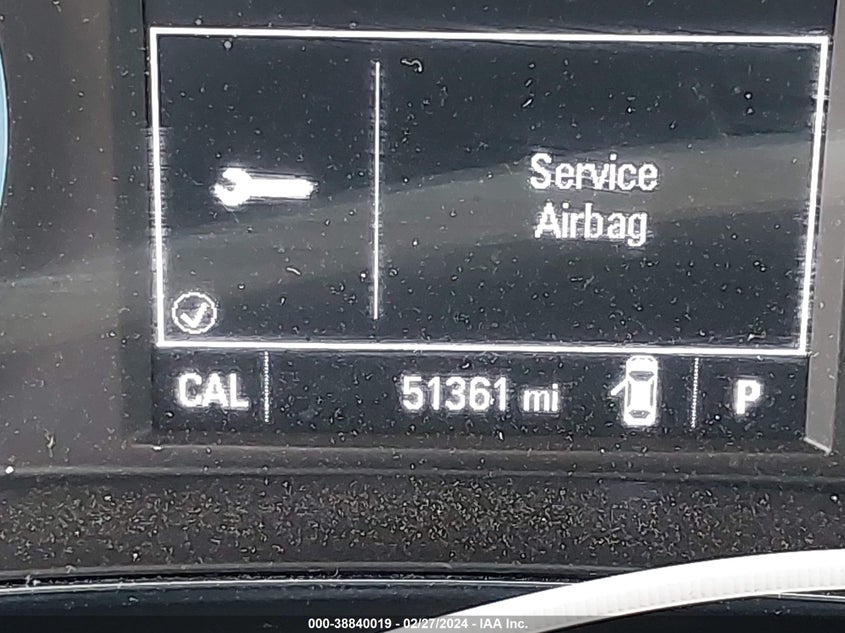 Service
Airbag
CAL 51361 mi P
000-38840019 - 02/27/2024 - IAA Inc.